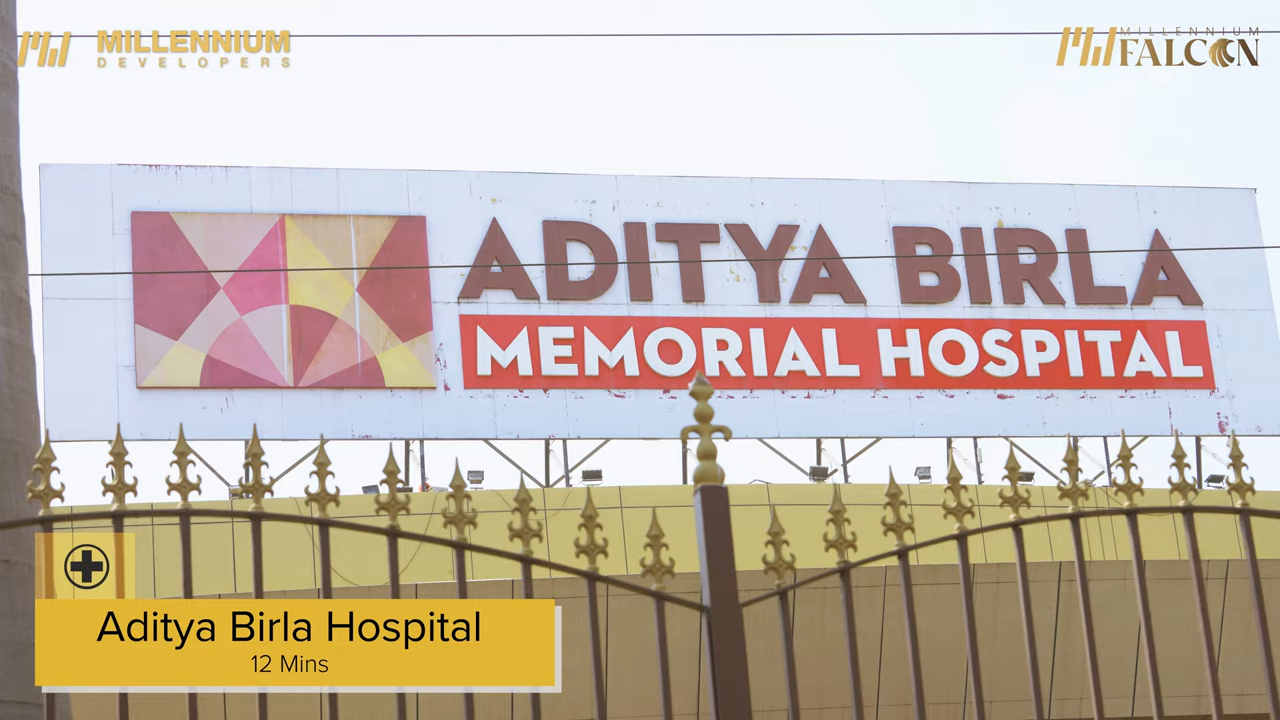 MILLENNIUM
DEVELOPERS
MILLENNIUM
FALCON
ADITYA BIRLA
MEMORIAL HOSPITAL
Aditya Birla Hospital
12 Mins